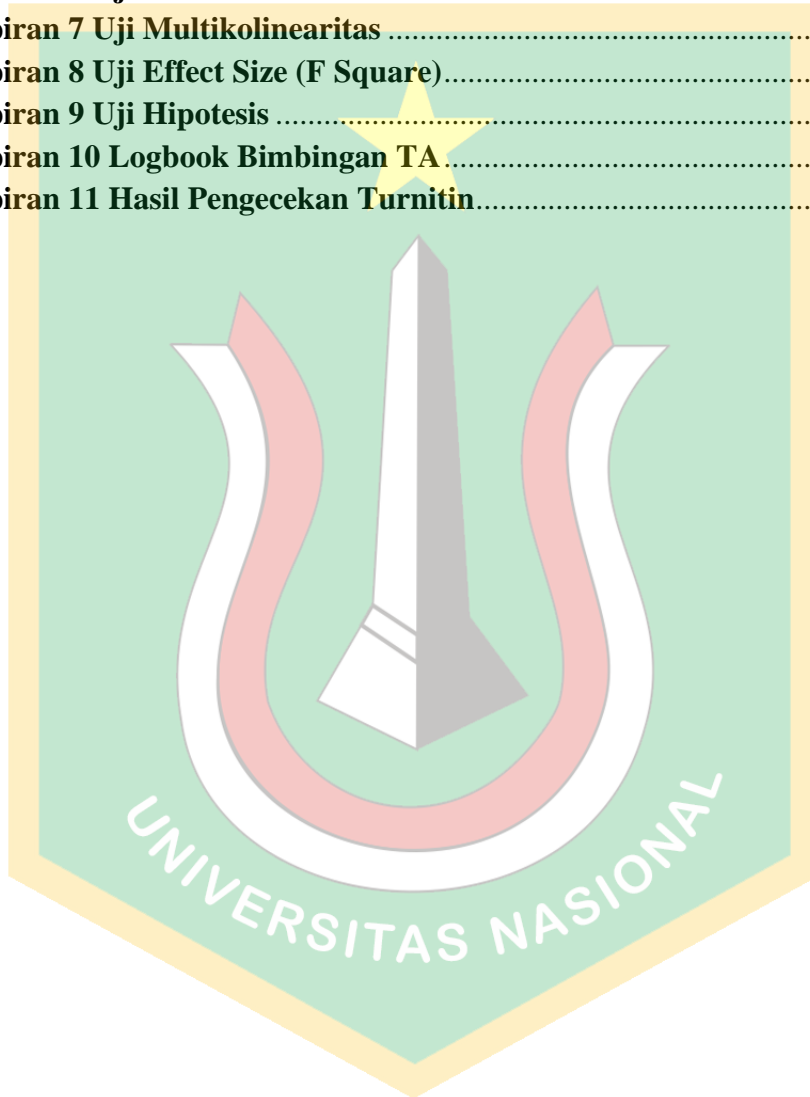 piran 7 Uji Multikolinearitas ........................................................
piran 8 Uji Effect Size (F Square)................................................
piran 9 Uji Hipotesis ......................................................................
piran 10 Logbook Bimbingan TA................................................
piran 11 Hasil Pengecekan Turnitin............................................
UNIVERSITAS NASIONAL